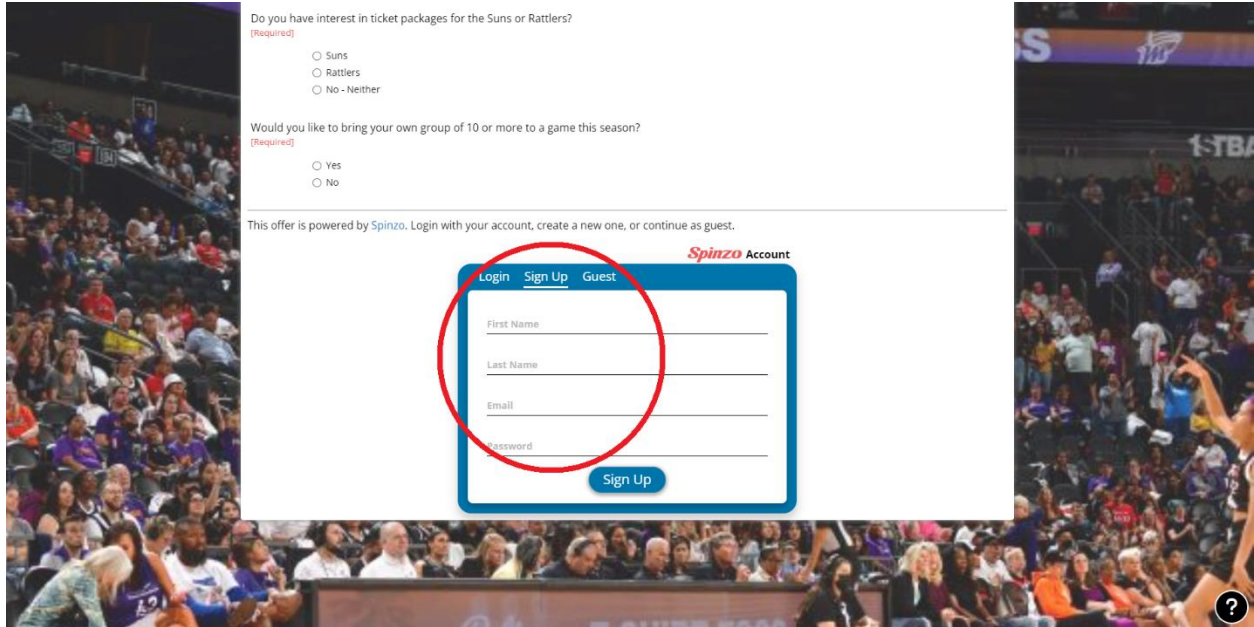 Do you have interest in ticket packages for the Suns or Rattlers?
[Required]
Suns
Rattlers
No - Neither
Would you like to bring your own group of 10 or more to a game this season?
[Required]
Yes
No
This offer is powered by Spinzo. Login with your account, create a new one, or continue as guest.
Spinzo Account
Login Sign Up Guest
First Name
Last Name
Email
Password
Sign Up
?